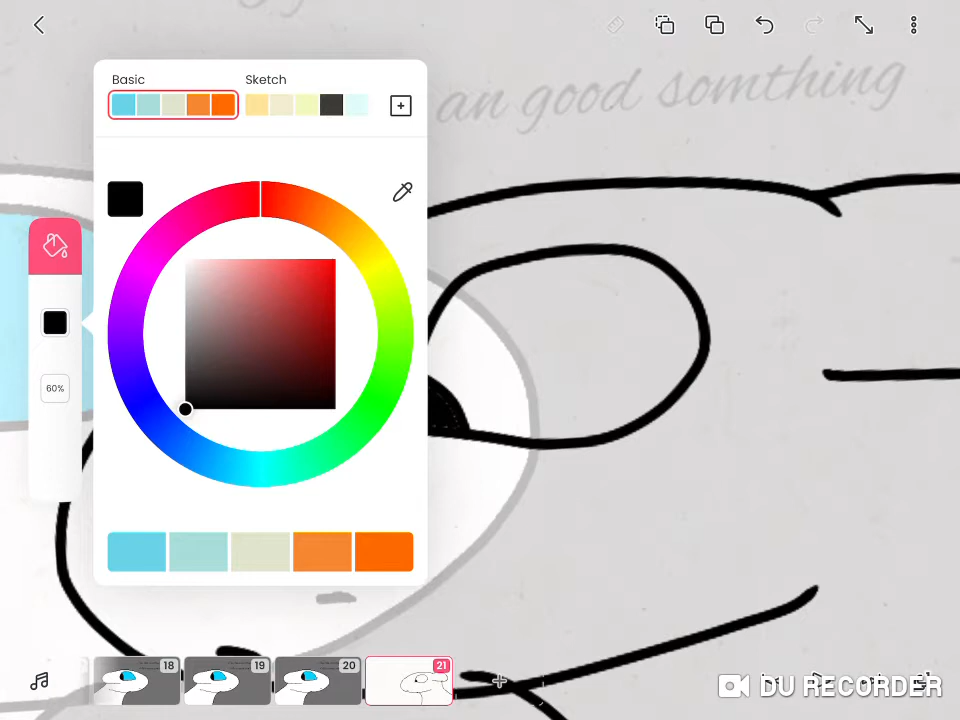 Basic Sketch
an good somthing
60%
18 19 20 21
DU RECORDER